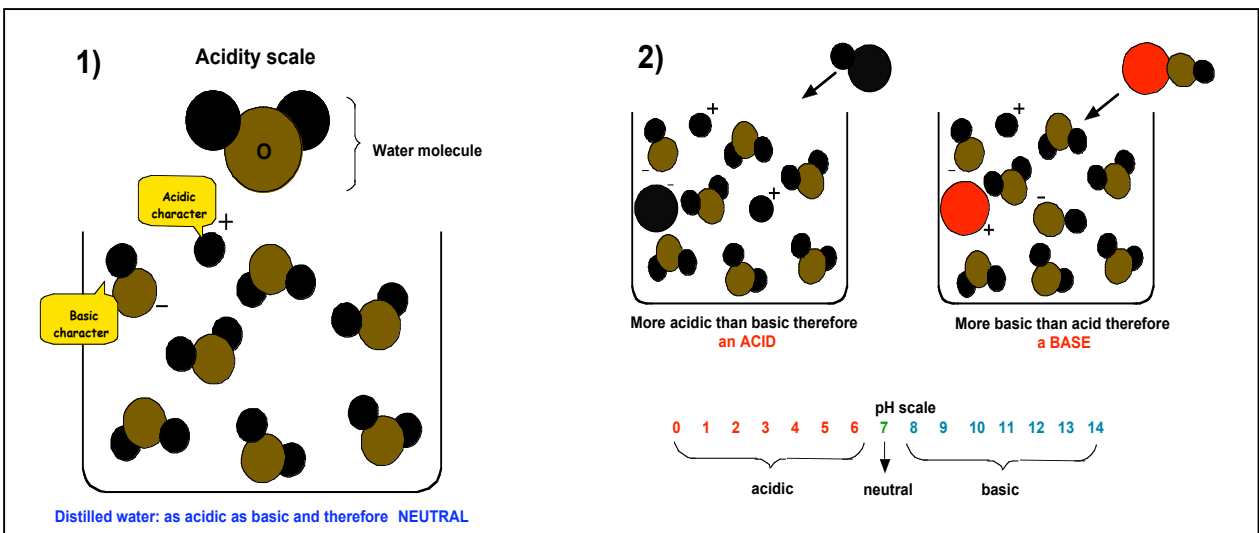 1)
Acidity scale
O
Water molecule
Acidic
character
+
Basic
character
−
Distilled water: as acidic as basic and therefore NEUTRAL
2)
+
−
−
+
More acidic than basic therefore
an ACID
+
−
−
+
More basic than acid therefore
a BASE
pH scale
0 1 2 3 4 5 6 7 8 9 10 11 12 13 14
acidic neutral basic